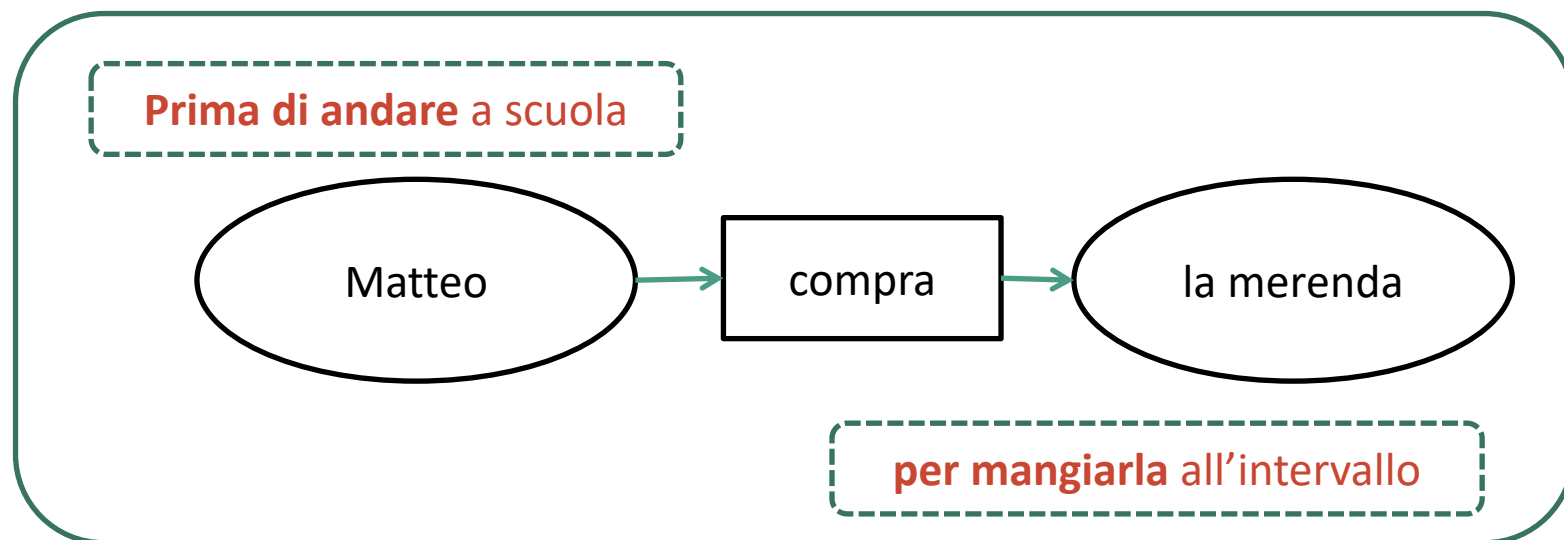 Prima di andare a scuola
Matteo
compra
la merenda
per mangiarla all’intervallo